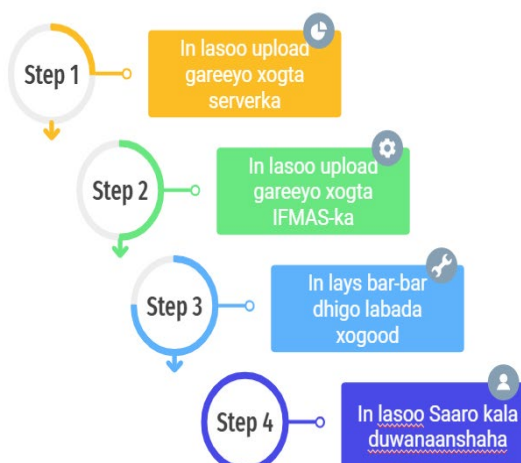 Step 1
In lasoo upload
gareeyo xogta
serverka
Step 2
In lasoo upload
gareeyo xogta
IFMAS-ka
Step 3
In lays bar-bar
dhigo labada
xogood
Step 4
In lasoo Saaro kala
duwanaanshaha